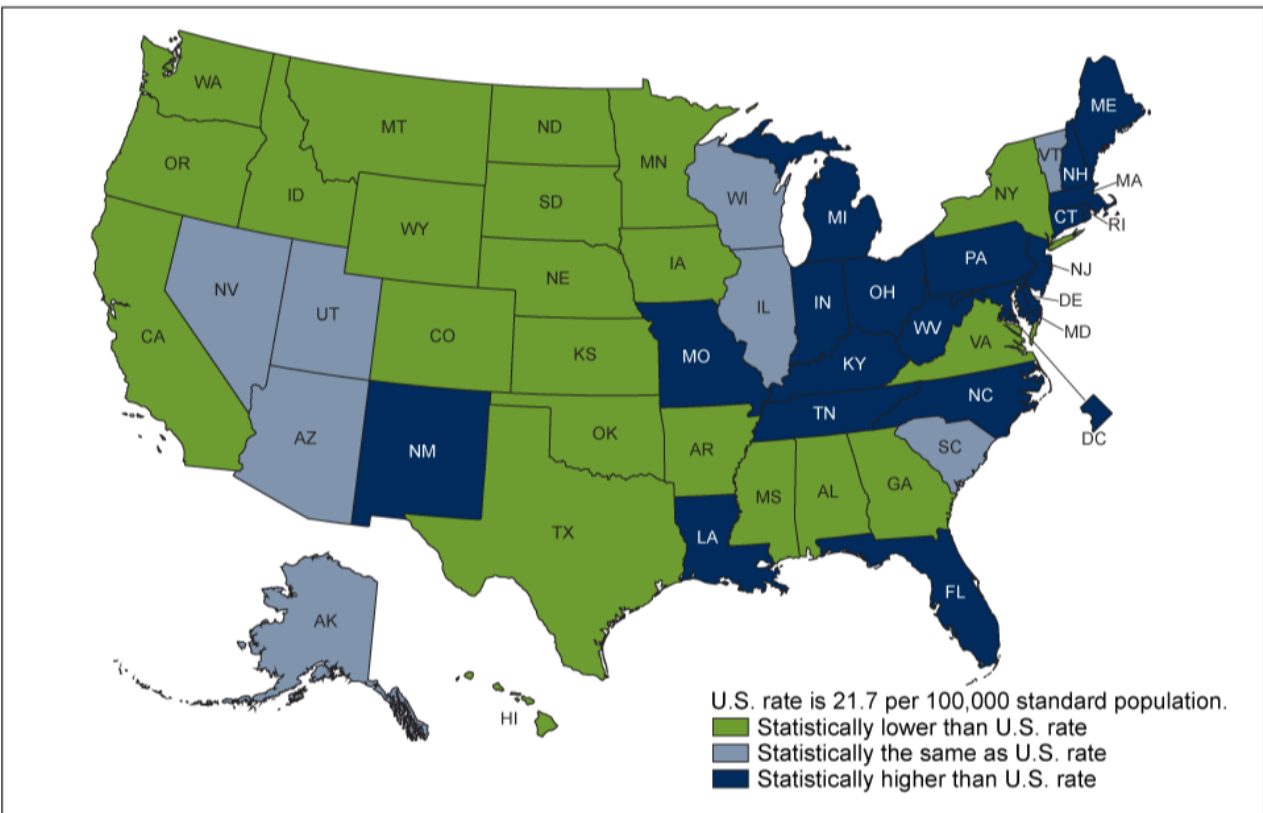 WA
MT
ND
MN
ME
OR
ID
SD
WI
VT
NH
MA
NY
WY
MI
CT
RI
IA
PA
NJ
NE
NV
UT
IL
IN
OH
DE
CO
WV
MD
CA
KS
MO
KY
VA
NC
TN
AZ
NM
OK
AR
SC
DC
MS
AL
GA
TX
LA
FL
AK
HI
U.S. rate is 21.7 per 100,000 standard population.
Statistically lower than U.S. rate
Statistically the same as U.S. rate
Statistically higher than U.S. rate